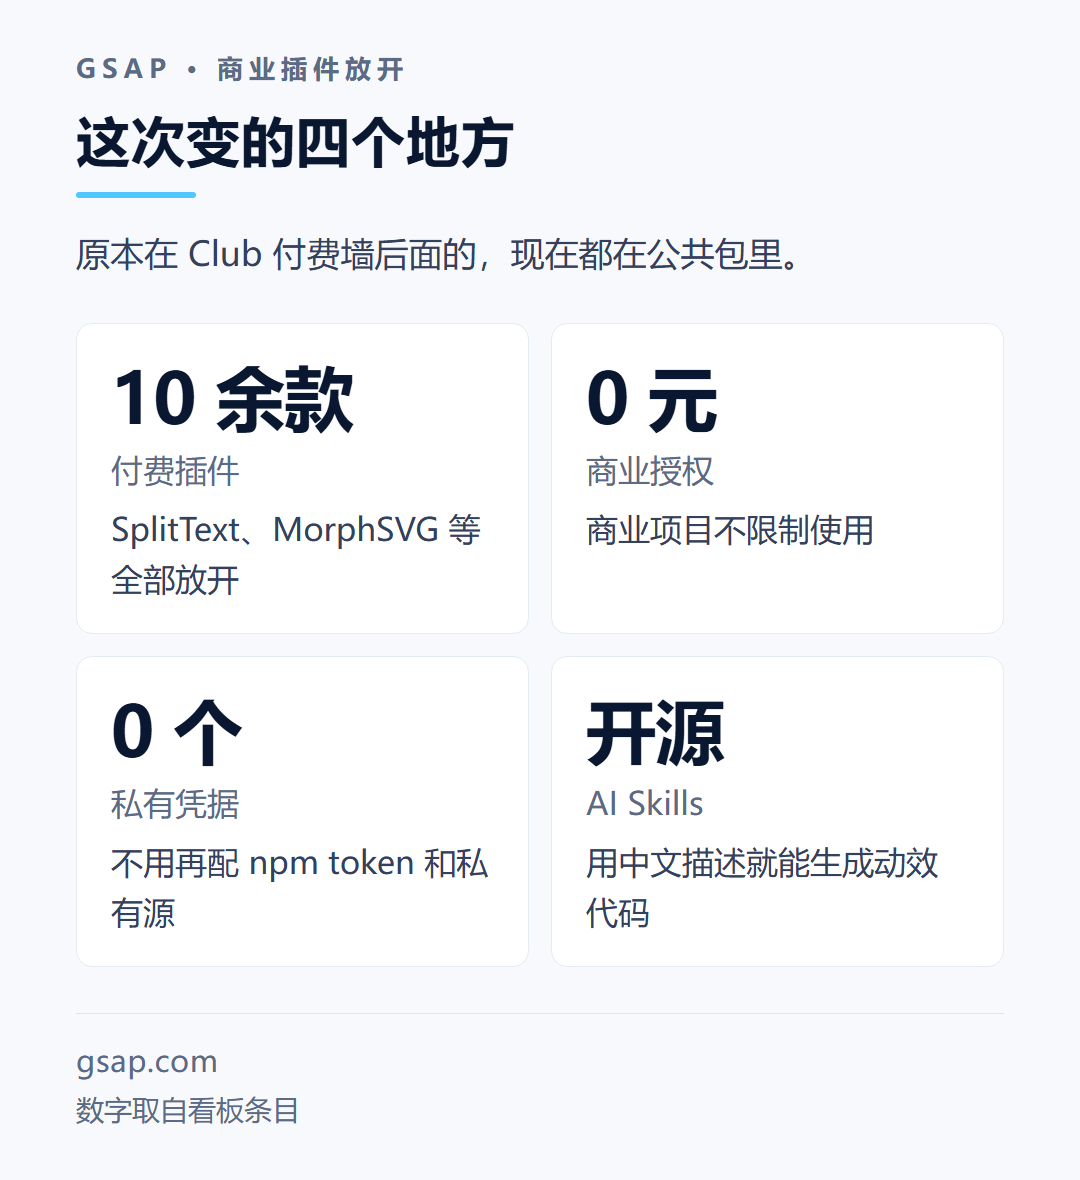 GSAP · 商业插件放开
这次变的四个地方
原本在 Club 付费墙后面的，现在都在公共包里。
10 余款
付费插件
SplitText、MorphSVG 等
全部放开
0 元
商业授权
商业项目不限制使用
0 个
私有凭据
不用再配 npm token 和私
有源
开源
AI Skills
用中文描述就能生成动效
代码
gsap.com
数字取自看板条目